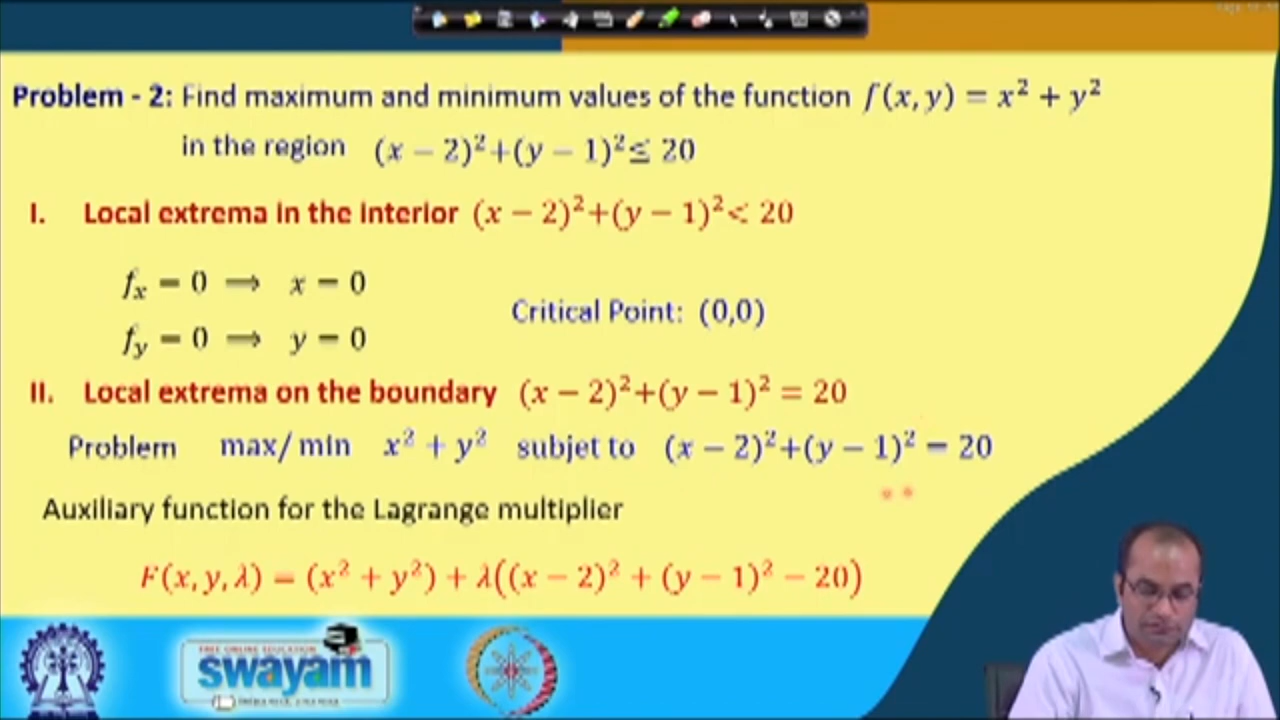 Problem - 2: Find maximum and minimum values of the function f(x, y) = x² + y²
in the region (x − 2)²+(y − 1)²≤ 20
I. Local extrema in the interior (x − 2)²+(y − 1)²< 20
fₓ = 0 ⟹ x = 0
Critical Point: (0,0)
f_y = 0 ⟹ y = 0
II. Local extrema on the boundary (x − 2)²+(y − 1)² = 20
Problem max/min x² + y² subjet to (x − 2)²+(y − 1)² = 20
Auxiliary function for the Lagrange multiplier
F(x, y, λ) = (x² + y²) + λ((x − 2)² + (y − 1)² − 20)
FREE ONLINE EDUCATION
swayam